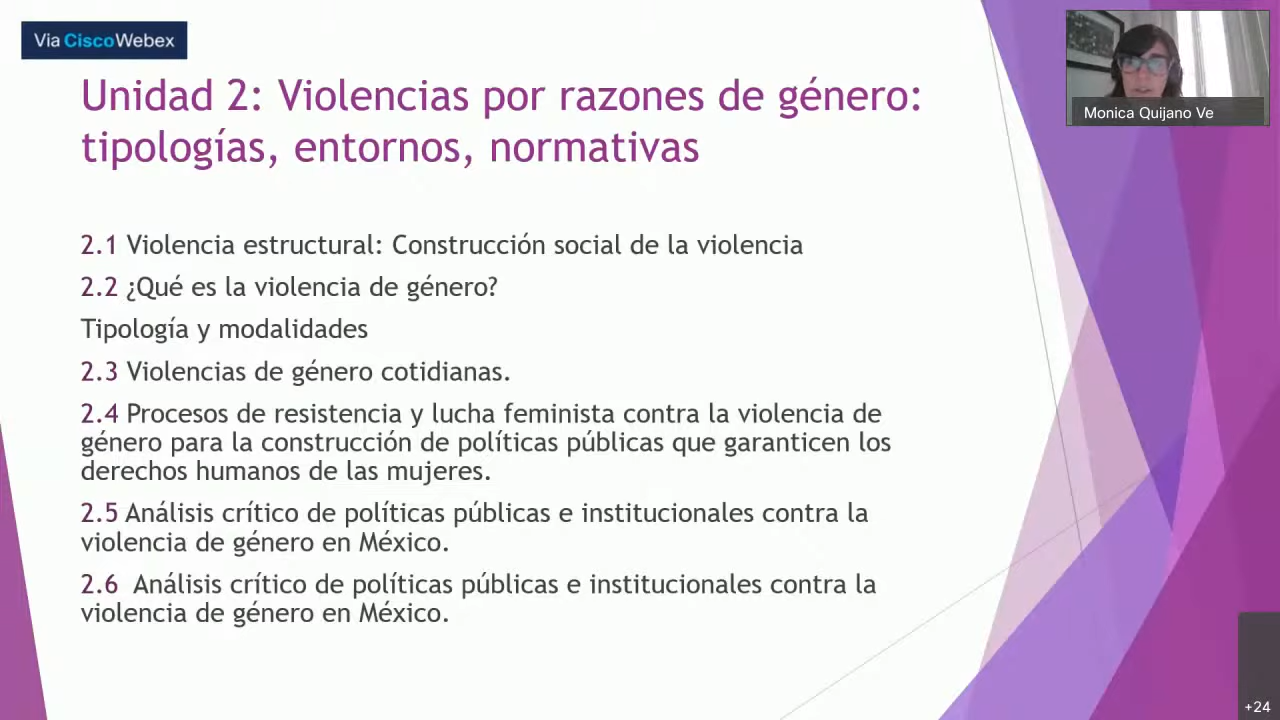 Via Cisco Webex
Unidad 2: Violencias por razones de género:
tipologías, entornos, normativas
Monica Quijano Ve
2.1 Violencia estructural: Construcción social de la violencia
2.2 ¿Qué es la violencia de género?
Tipología y modalidades
2.3 Violencias de género cotidianas.
2.4 Procesos de resistencia y lucha feminista contra la violencia de
género para la construcción de políticas públicas que garanticen los
derechos humanos de las mujeres.
2.5 Análisis crítico de políticas públicas e institucionales contra la
violencia de género en México.
2.6 Análisis crítico de políticas públicas e institucionales contra la
violencia de género en México.
+24